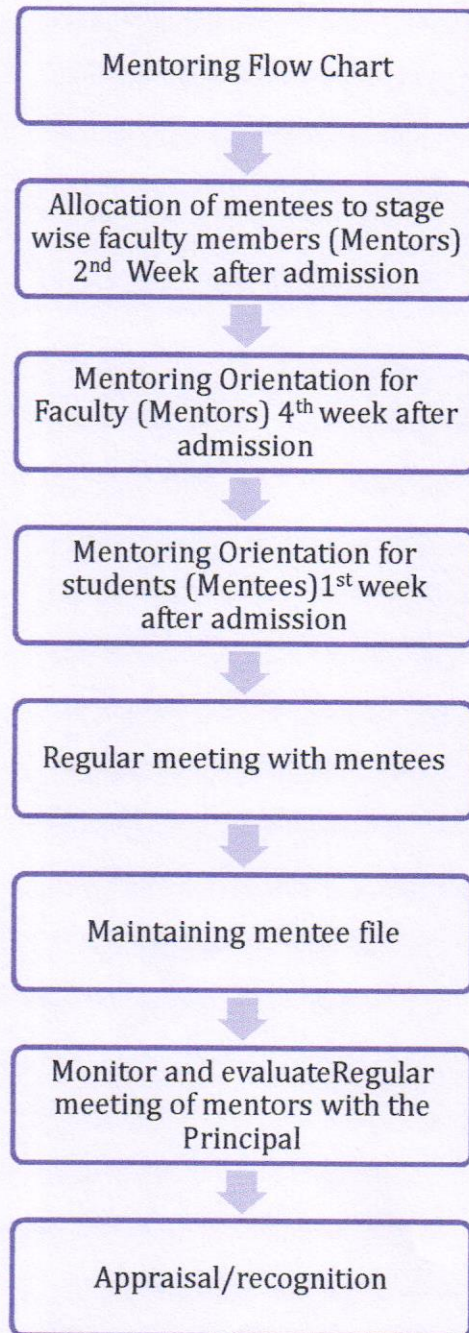 Mentoring Flow Chart
Allocation of mentees to stage
wise faculty members (Mentors)
2nd Week after admission
Mentoring Orientation for
Faculty (Mentors) 4th week after
admission
Mentoring Orientation for
students (Mentees)1st week
after admission
Regular meeting with mentees
Maintaining mentee file
Monitor and evaluateRegular
meeting of mentors with the
Principal
Appraisal/recognition